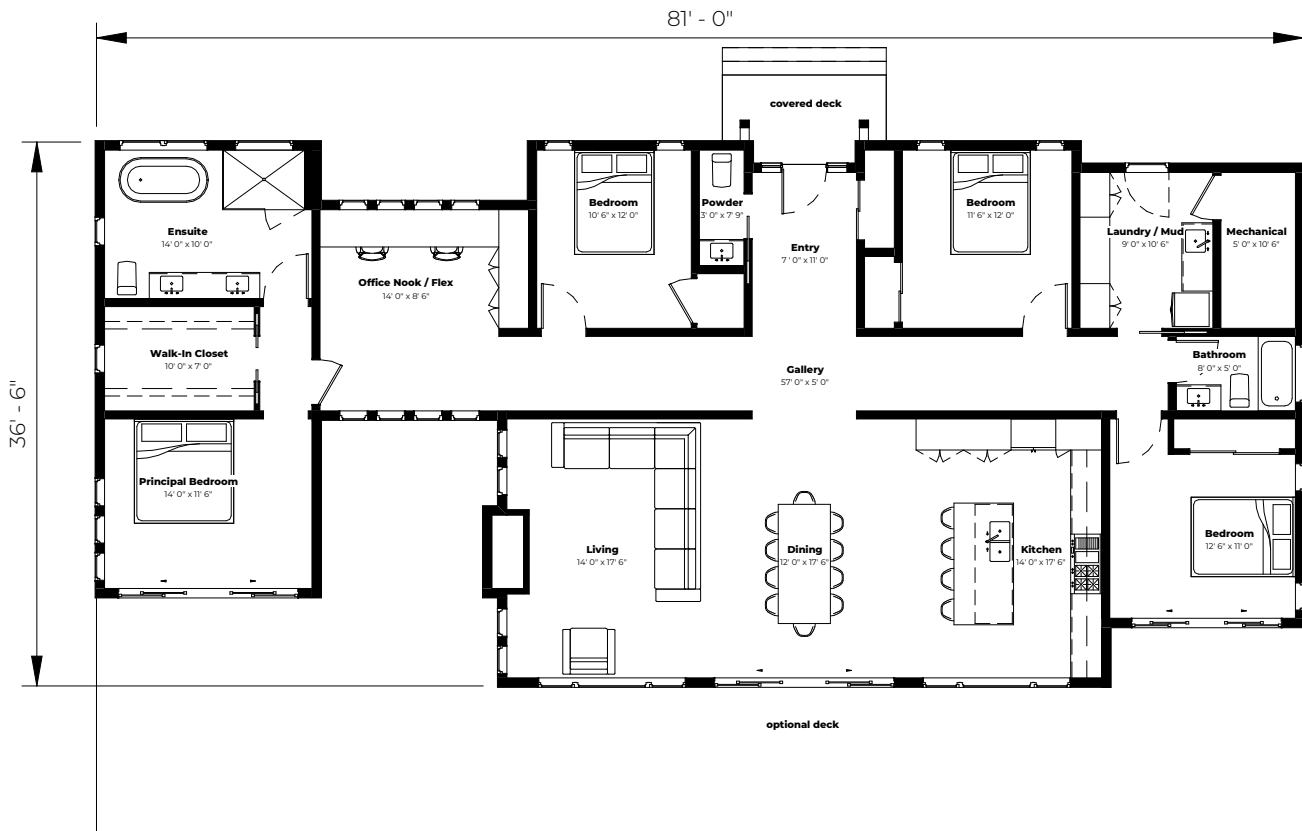 81' - 0"
covered deck
Bedroom
10' 6" x 12' 0"
Powder
3' 0" x 7' 9"
Bedroom
11' 6" x 12' 0"
Ensuite
14' 0" x 10' 0"
Entry
7' 0" x 11' 0"
Laundry / Mud
9' 0" x 10' 6"
Mechanical
5' 0" x 10' 6"
Office Nook / Flex
14' 0" x 8' 6"
Walk-In Closet
10' 0" x 7' 0"
Gallery
57' 0" x 5' 0"
Bathroom
8' 0" x 5' 0"
36' - 6"
Principal Bedroom
14' 0" x 11' 6"
Living
14' 0" x 17' 6"
Dining
12' 0" x 17' 6"
Kitchen
14' 0" x 17' 6"
Bedroom
12' 6" x 11' 0"
optional deck